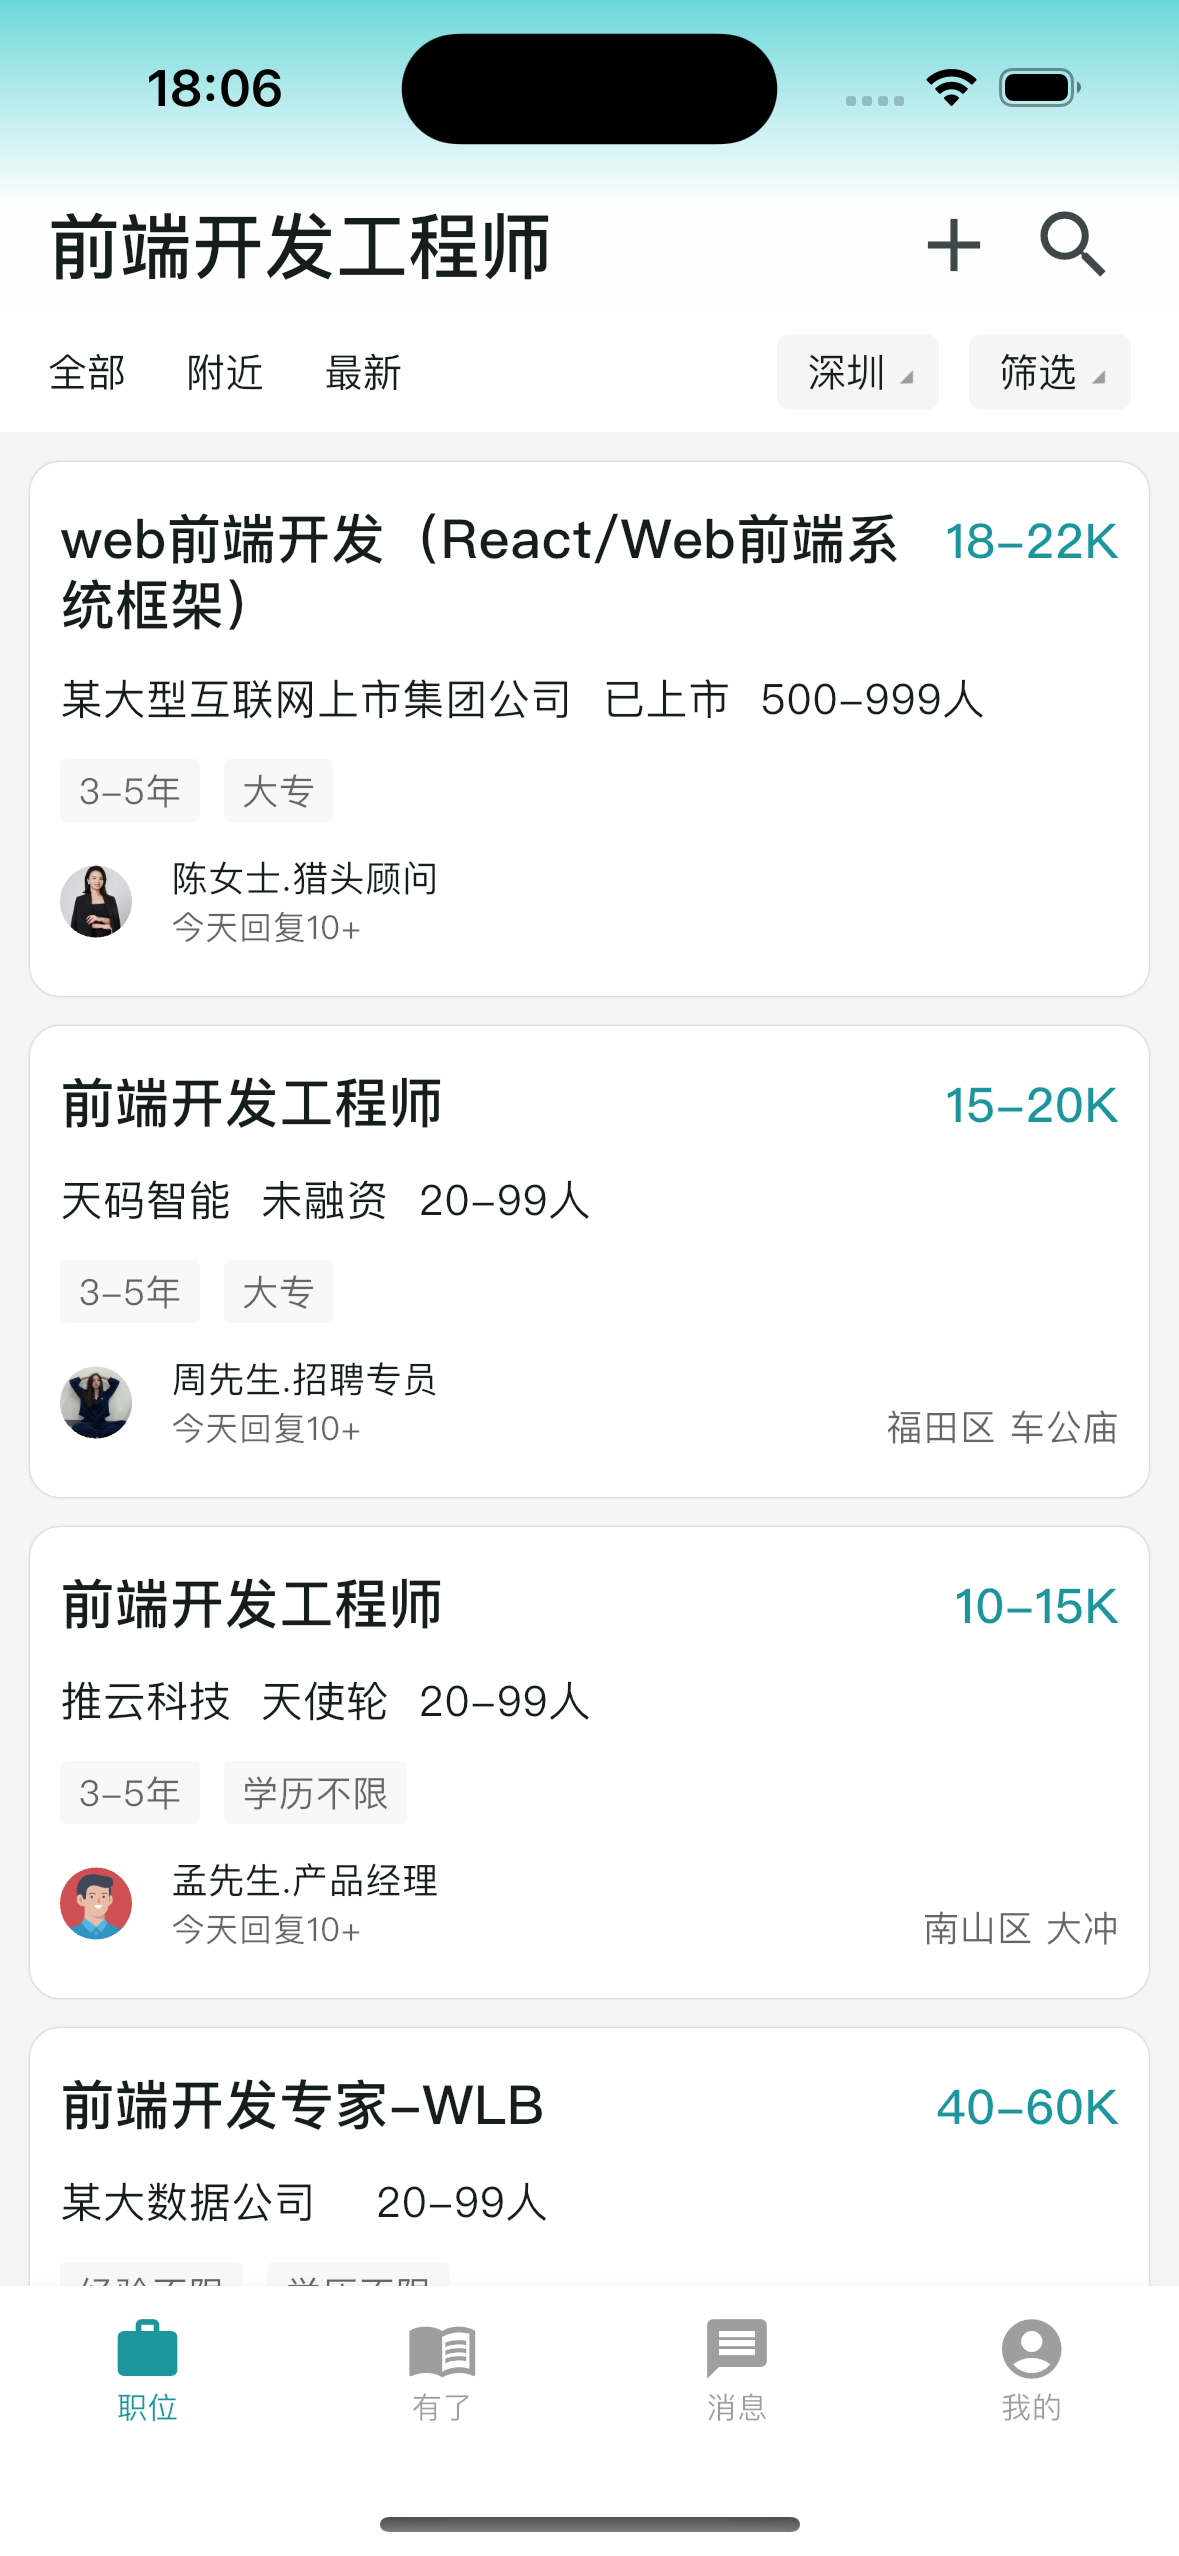 18:06
前端开发工程师
全部 附近 最新 深圳 筛选
web前端开发（React/Web前端系 18-22K
统框架）
某大型互联网上市集团公司 已上市 500-999人
3-5年 大专
陈女士.猎头顾问
今天回复10+
前端开发工程师 15-20K
天码智能 未融资 20-99人
3-5年 大专
周先生.招聘专员
今天回复10+ 福田区 车公庙
前端开发工程师 10-15K
推云科技 天使轮 20-99人
3-5年 学历不限
孟先生.产品经理
今天回复10+ 南山区 大冲
前端开发专家-WLB 40-60K
某大数据公司 20-99人
经验不限 学历不限
职位 有了 消息 我的